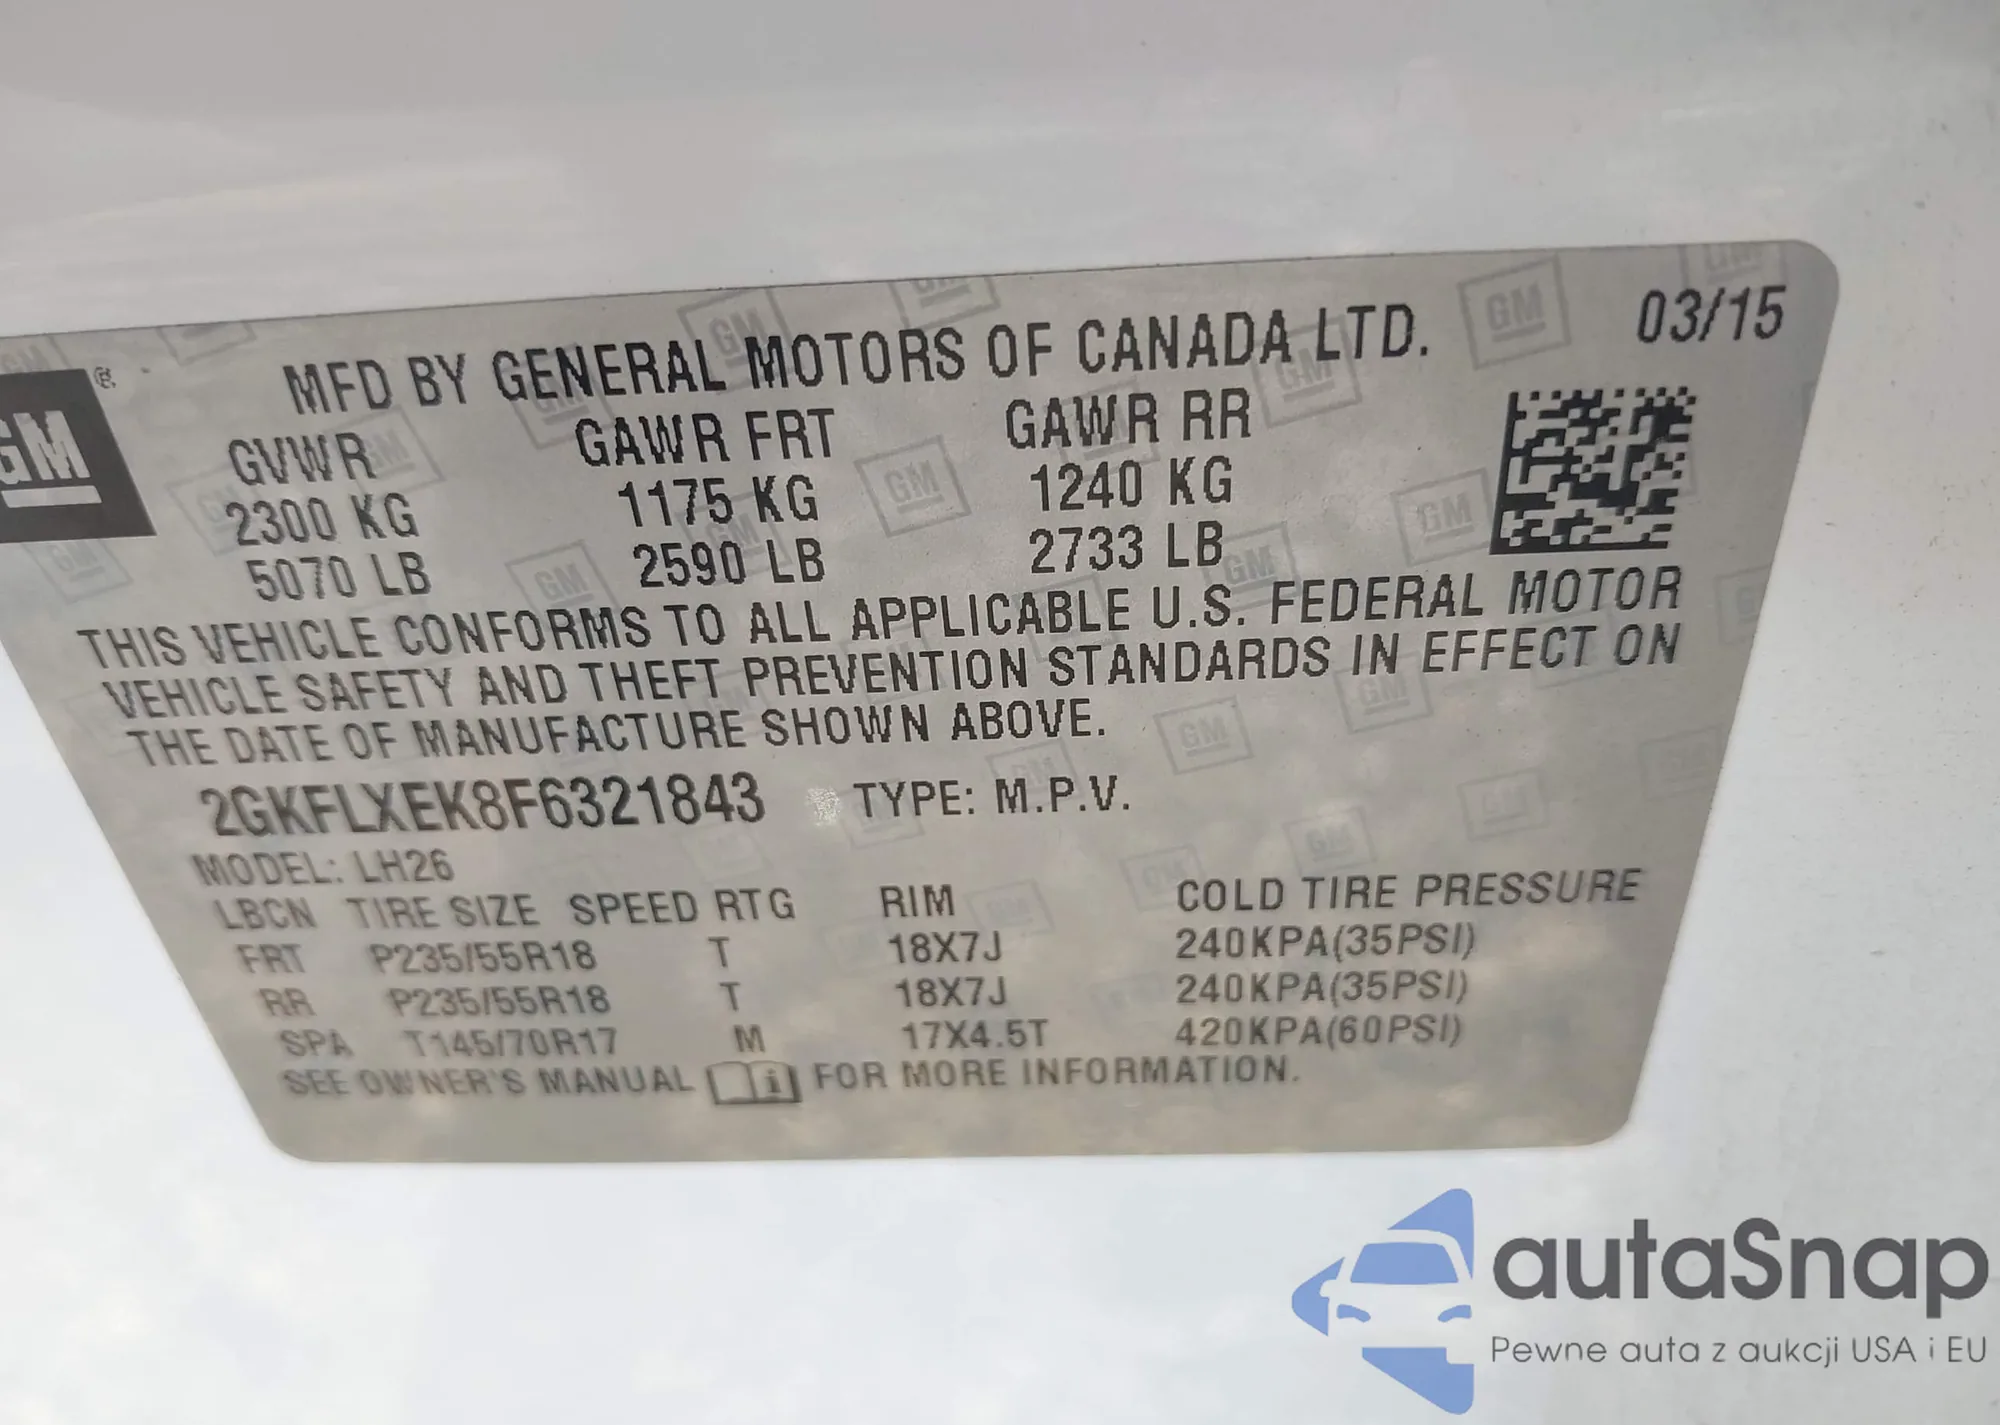 MFD BY GENERAL MOTORS OF CANADA LTD. 03/15
GM ®
GVWR GAWR FRT GAWR RR
2300 KG 1175 KG 1240 KG
5070 LB 2590 LB 2733 LB
THIS VEHICLE CONFORMS TO ALL APPLICABLE U.S. FEDERAL MOTOR
VEHICLE SAFETY AND THEFT PREVENTION STANDARDS IN EFFECT ON
THE DATE OF MANUFACTURE SHOWN ABOVE.
2GKFLXEK8F6321843 TYPE: M.P.V.
MODEL: LH26
LBCN TIRE SIZE SPEED RTG RIM COLD TIRE PRESSURE
FRT P235/55R18 T 18X7J 240KPA(35PSI)
RR P235/55R18 T 18X7J 240KPA(35PSI)
SPA T145/70R17 M 17X4.5T 420KPA(60PSI)
SEE OWNER'S MANUAL i FOR MORE INFORMATION.
autaSnap
Pewne auta z aukcji USA i EU